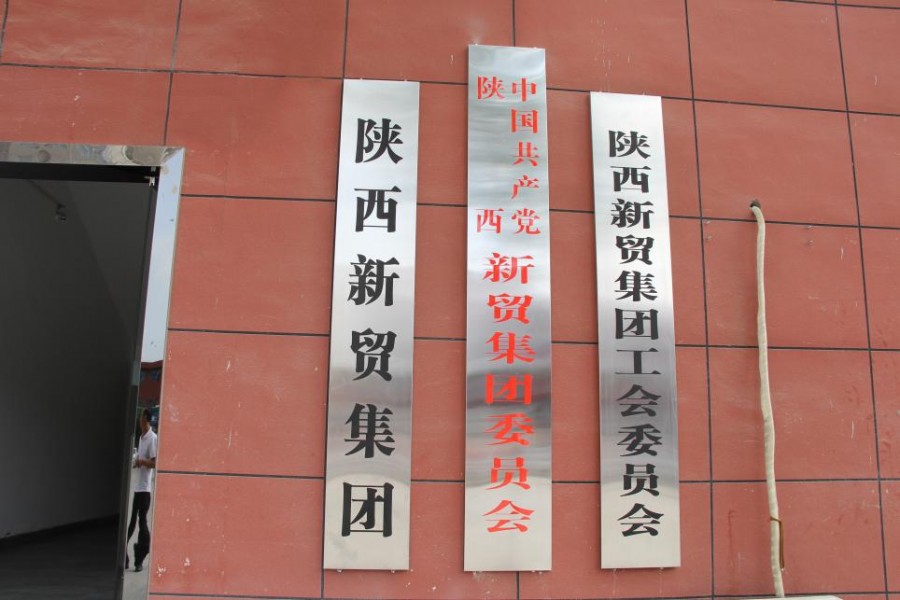 陕西新贸集团
中国共产党
陕西
新贸集团委员会
陕西新贸集团工会委员会